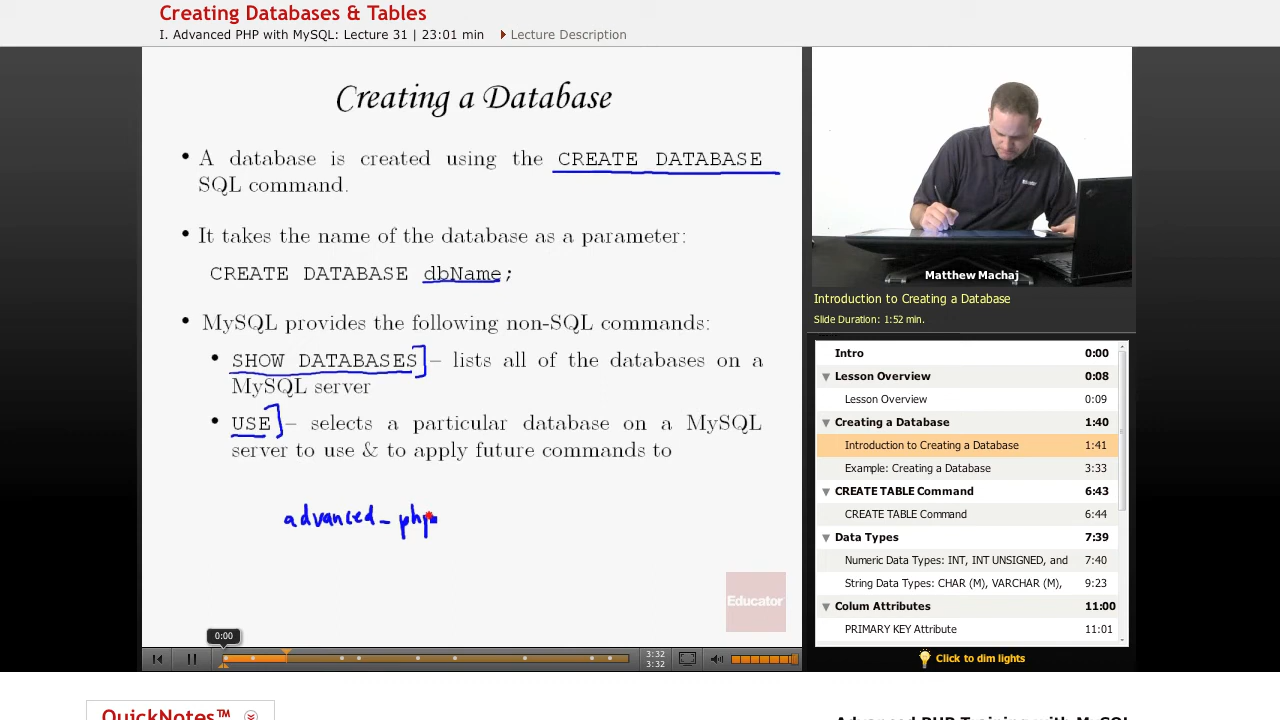 Creating Databases & Tables
I. Advanced PHP with MySQL: Lecture 31 | 23:01 min
Lecture Description
Creating a Database
• A database is created using the CREATE DATABASE
SQL command.
• It takes the name of the database as a parameter:
CREATE DATABASE dbName;
• MySQL provides the following non-SQL commands:
• SHOW DATABASES – lists all of the databases on a
MySQL server
• USE – selects a particular database on a MySQL
server to use & to apply future commands to
advanced_php
Educator
0:00
3:32
3:32
Matthew Machaj
Introduction to Creating a Database
Slide Duration: 1:52 min.
Intro 0:00
Lesson Overview 0:08
Lesson Overview 0:09
Creating a Database 1:40
Introduction to Creating a Database 1:41
Example: Creating a Database 3:33
CREATE TABLE Command 6:43
CREATE TABLE Command 6:44
Data Types 7:39
Numeric Data Types: INT, INT UNSIGNED, and 7:40
String Data Types: CHAR (M), VARCHAR (M), 9:23
Colum Attributes 11:00
PRIMARY KEY Attribute 11:01
Click to dim lights
QuickNotes™
Advanced PHP Training with MySQL